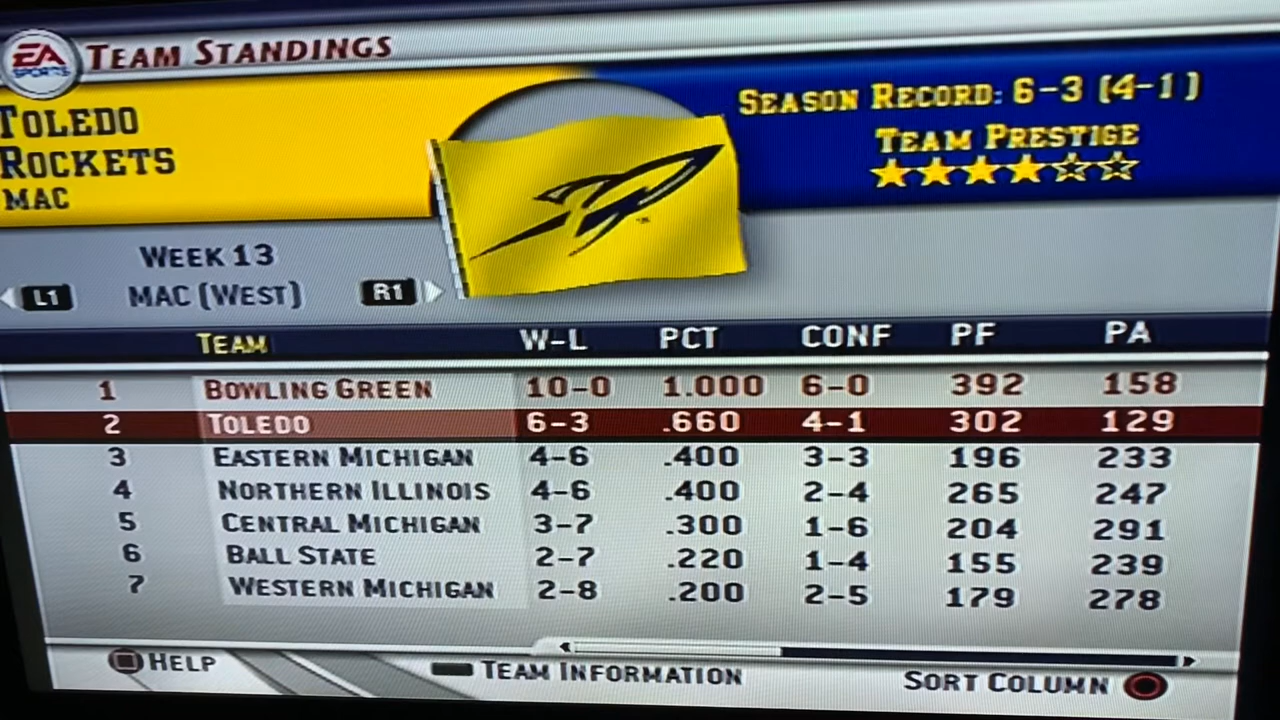 EA
SPORTS
TEAM STANDINGS
TOLEDO
ROCKETS
MAC
SEASON RECORD: 6-3 (4-1)
TEAM PRESTIGE
WEEK 13
L1 MAC (WEST) R1
TEAM W-L PCT CONF PF PA
1 BOWLING GREEN 10-0 1.000 6-0 392 158
2 TOLEDO 6-3 .660 4-1 302 129
3 EASTERN MICHIGAN 4-6 .400 3-3 196 233
4 NORTHERN ILLINOIS 4-6 .400 2-4 265 247
5 CENTRAL MICHIGAN 3-7 .300 1-6 204 291
6 BALL STATE 2-7 .220 1-4 155 239
7 WESTERN MICHIGAN 2-8 .200 2-5 179 278
HELP TEAM INFORMATION SORT COLUMN